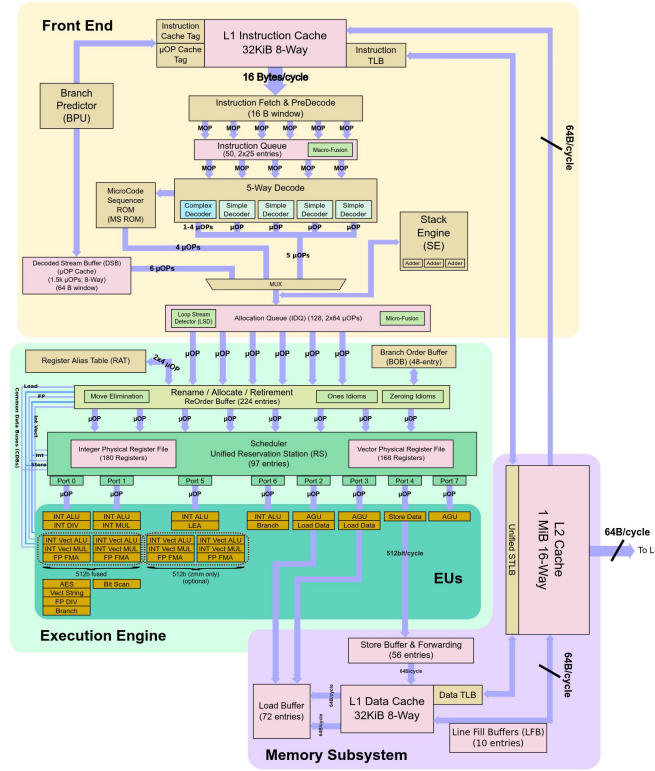 Front End
Instruction
Cache Tag
µOP Cache
Tag
L1 Instruction Cache
32KiB 8-Way
Instruction
TLB
16 Bytes/cycle
Branch
Predictor
(BPU)
Instruction Fetch & PreDecode
(16 B window)
MOP MOP MOP MOP MOP MOP
Instruction Queue
(50, 2x25 entries)
Macro-Fusion
64B/cycle
MOP MOP MOP MOP MOP
MicroCode
Sequencer
ROM
(MS ROM)
5-Way Decode
Complex
Decoder
Simple
Decoder
Simple
Decoder
Simple
Decoder
Simple
Decoder
1-4 µOPs µOP µOP µOP µOP
Stack
Engine
(SE)
Adder Adder Adder
4 µOPs
5 µOPs
Decoded Stream Buffer (DSB)
(µOP Cache)
(1.5k µOPs; 8-Way)
(64 B window)
6 µOPs
MUX
Loop Stream
Detector (LSD)
Allocation Queue (IDQ) (128, 2x64 µOPs)
Micro-Fusion
µOP µOP µOP µOP µOP µOP
Register Alias Table (RAT)
2x4 µOP
Branch Order Buffer
(BOB) (48-entry)
Load
FP
Int Vect
Int
Store
Common Data Buses (CDBs)
Rename / Allocate / Retirement
ReOrder Buffer (224 entries)
Move Elimination
Ones Idioms
Zeroing Idioms
µOP µOP µOP µOP µOP µOP µOP µOP
Scheduler
Unified Reservation Station (RS)
(97 entries)
Integer Physical Register File
(180 Registers)
Vector Physical Register File
(168 Registers)
Port 0 Port 1 Port 5 Port 6 Port 2 Port 3 Port 4 Port 7
µOP µOP µOP µOP µOP µOP µOP µOP
INT ALU INT ALU INT ALU INT ALU AGU AGU Store Data AGU
INT DIV INT MUL LEA Branch Load Data Load Data
INT Vect ALU INT Vect ALU INT Vect ALU INT Vect ALU
INT Vect MUL INT Vect MUL INT Vect MUL INT Vect MUL
FP FMA FP FMA FP FMA FP FMA
512b fused
512b (zmm only)
(optional)
512bit/cycle
AES Bit Scan
Vect String
FP DIV
Branch
EUs
Execution Engine
Unified STLB
L2 Cache
1 MiB 16-Way
64B/cycle
To L
Store Buffer & Forwarding
(56 entries)
64B/cycle
64B/cycle
Load Buffer
(72 entries)
64B/cycle
64B/cycle
L1 Data Cache
32KiB 8-Way
Data TLB
Line Fill Buffers (LFB)
(10 entries)
Memory Subsystem